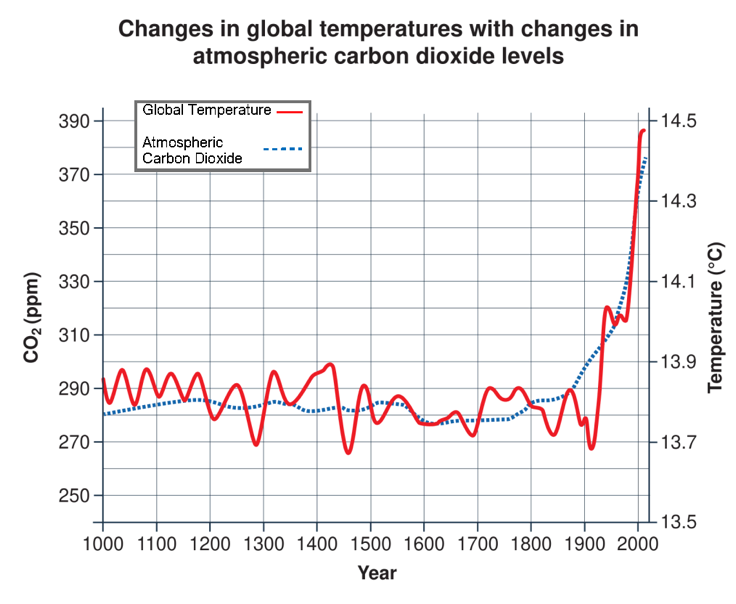 Changes in global temperatures with changes in
atmospheric carbon dioxide levels
Global Temperature
Atmospheric
Carbon Dioxide
390
370
350
330
310
290
270
250
CO2 (ppm)
14.5
14.3
14.1
13.9
13.7
13.5
Temperature (°C)
1000 1100 1200 1300 1400 1500 1600 1700 1800 1900 2000
Year